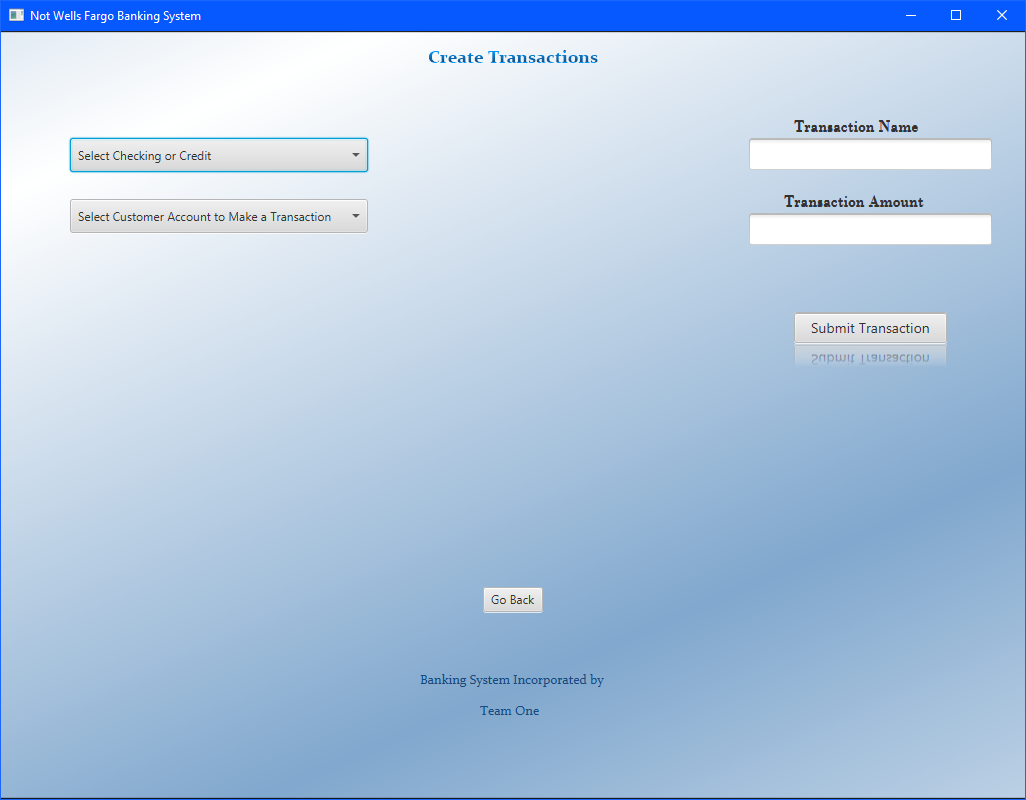 Not Wells Fargo Banking System
Create Transactions
Select Checking or Credit
Select Customer Account to Make a Transaction
Transaction Name
Transaction Amount
Submit Transaction
Go Back
Banking System Incorporated by
Team One